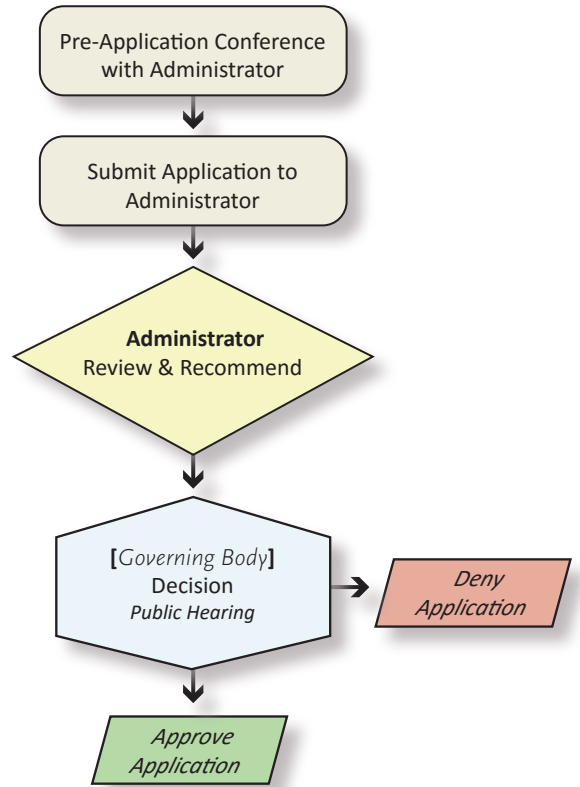 Pre-Application Conference
with Administrator
Submit Application to
Administrator
Administrator
Review & Recommend
[Governing Body]
Decision
Public Hearing
Deny
Application
Approve
Application